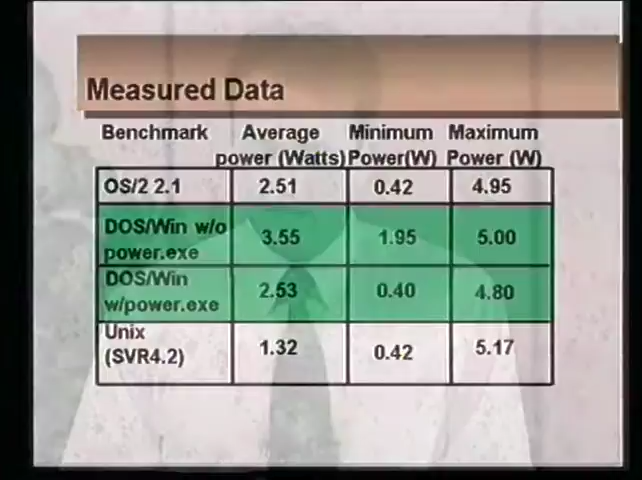 Measured Data
Benchmark Average Minimum Maximum
power (Watts) Power(W) Power (W)
OS/2 2.1 2.51 0.42 4.95
DOS/Win w/o power.exe 3.55 1.95 5.00
DOS/Win w/power.exe 2.53 0.40 4.80
Unix (SVR4.2) 1.32 0.42 5.17